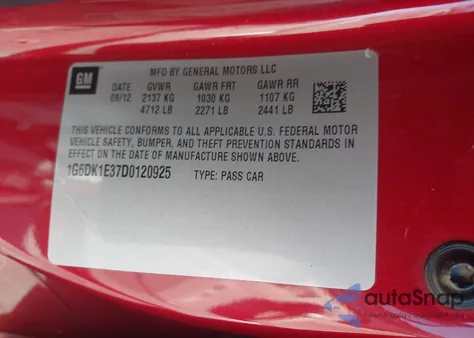 GM
MFD BY GENERAL MOTORS LLC
DATE GVWR GAWR FRT GAWR RR
09/12 2137 KG 1030 KG 1107 KG
4712 LB 2271 LB 2441 LB
THIS VEHICLE CONFORMS TO ALL APPLICABLE U.S. FEDERAL MOTOR
VEHICLE SAFETY, BUMPER, AND THEFT PREVENTION STANDARDS IN
EFFECT ON THE DATE OF MANUFACTURE SHOWN ABOVE.
1G6DK1E37D0120925 TYPE: PASS CAR
autoSnap